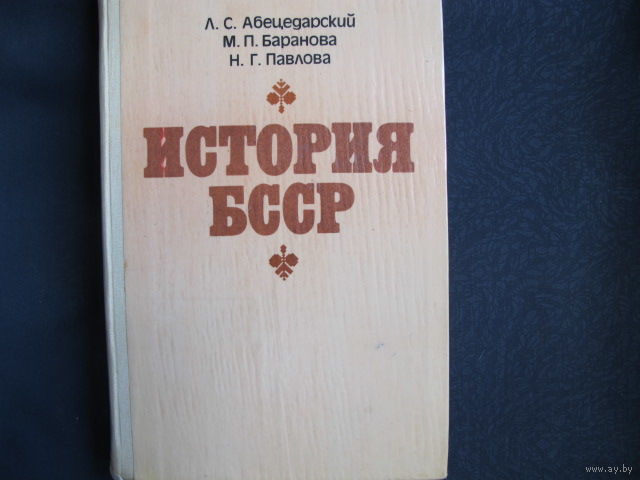 Л. С. Абецедарский
М. П. Баранова
Н. Г. Павлова
ИСТОРИЯ
БССР
www.ay.by